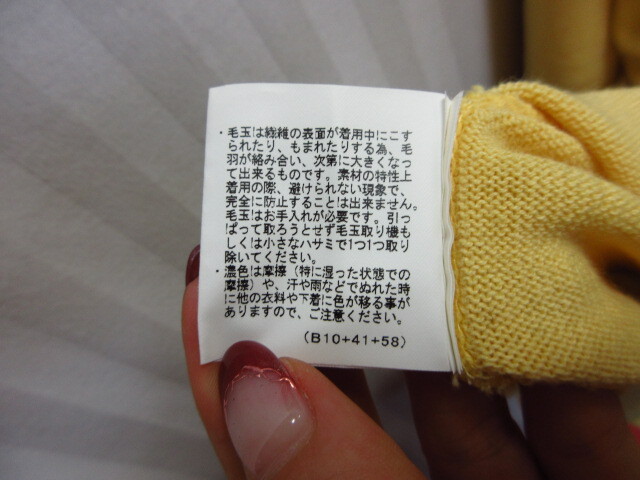 ・毛玉は繊維の表面が着用中にこす
られたり、もまれたりする為、毛
羽が絡み合い、次第に大きくなっ
て出来るものです。素材の特性上
着用の際、避けられない現象で、
完全に防止することは出来ません。
毛玉はお手入れが必要です。引っ
ぱって取ろうとせず毛玉取り機も
しくは小さなハサミで1つ1つ取り
除いてください。
・濃色は摩擦（特に湿った状態での
摩擦）や、汗や雨などでぬれた時
に他の衣料や下着に色が移る事が
ありますので、ご注意ください。
(B10+41+58)